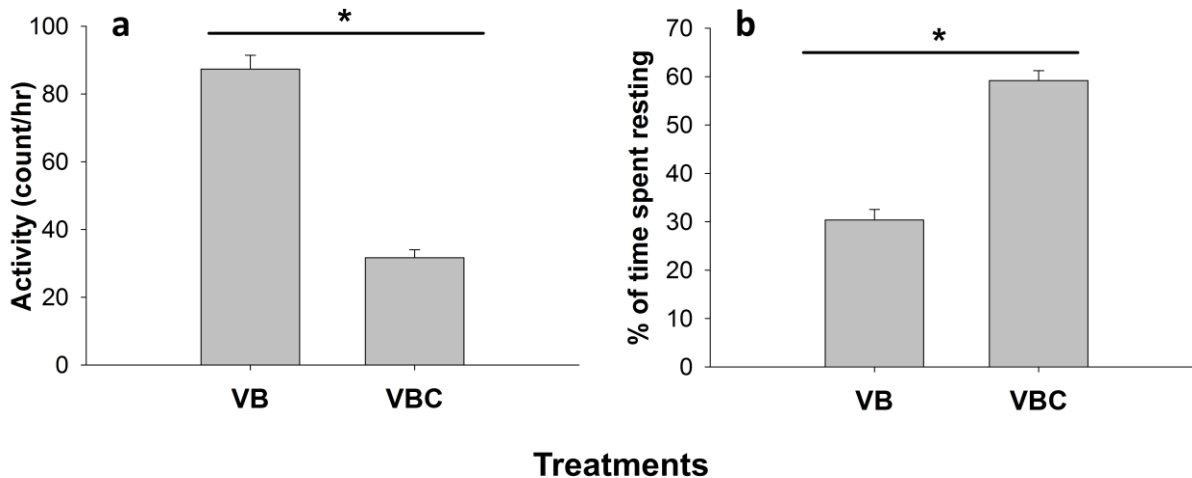 a
*
Activity (count/hr)
100
80
60
40
20
0
VB
VBC
b
*
% of time spent resting
70
60
50
40
30
20
10
0
VB
VBC
Treatments